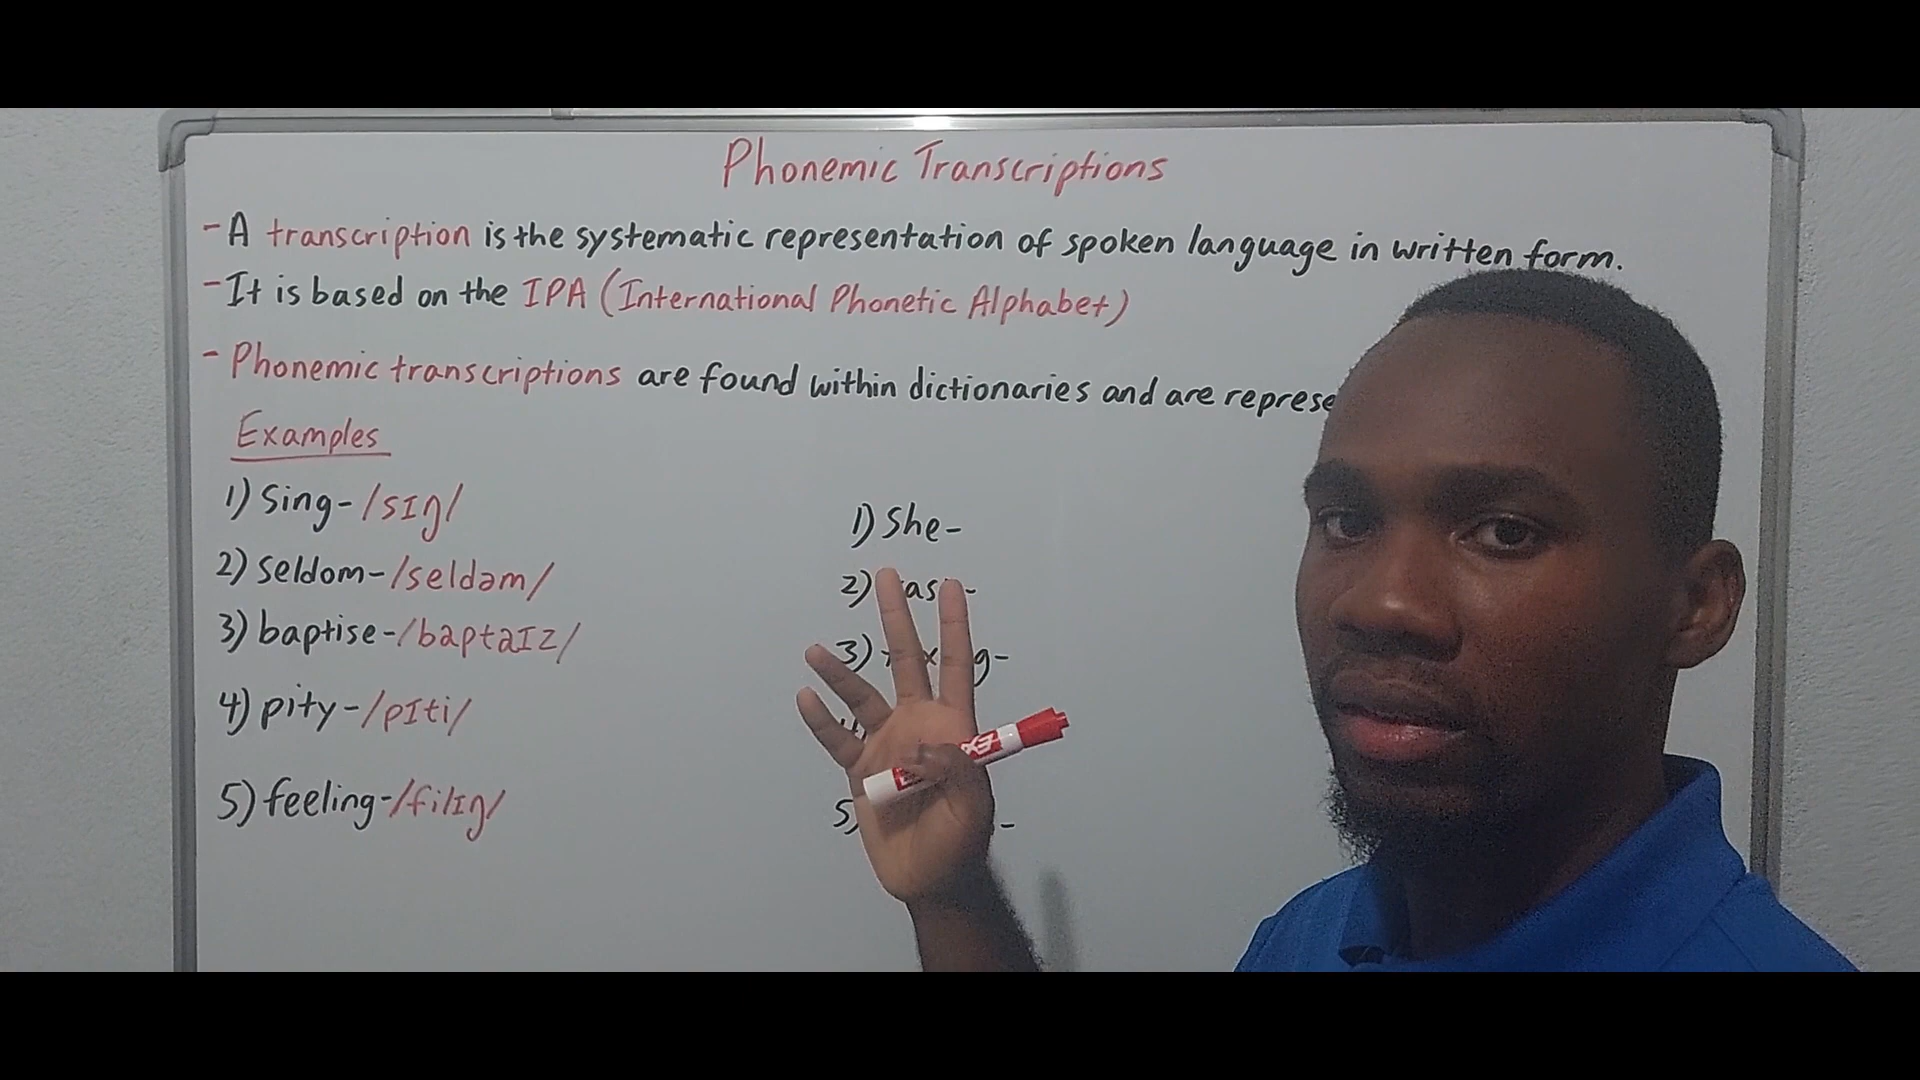 Phonemic Transcriptions
- A transcription is the systematic representation of spoken language in written form.
- It is based on the IPA (International Phonetic Alphabet)
- Phonemic transcriptions are found within dictionaries and are
Examples
1) Sing - /sɪŋ/
2) seldom - /seldəm/
3) baptise - /baptaɪz/
4) pity - /pɪti/
5) feeling - /filɪŋ/
1) She -
2)
3)
5)